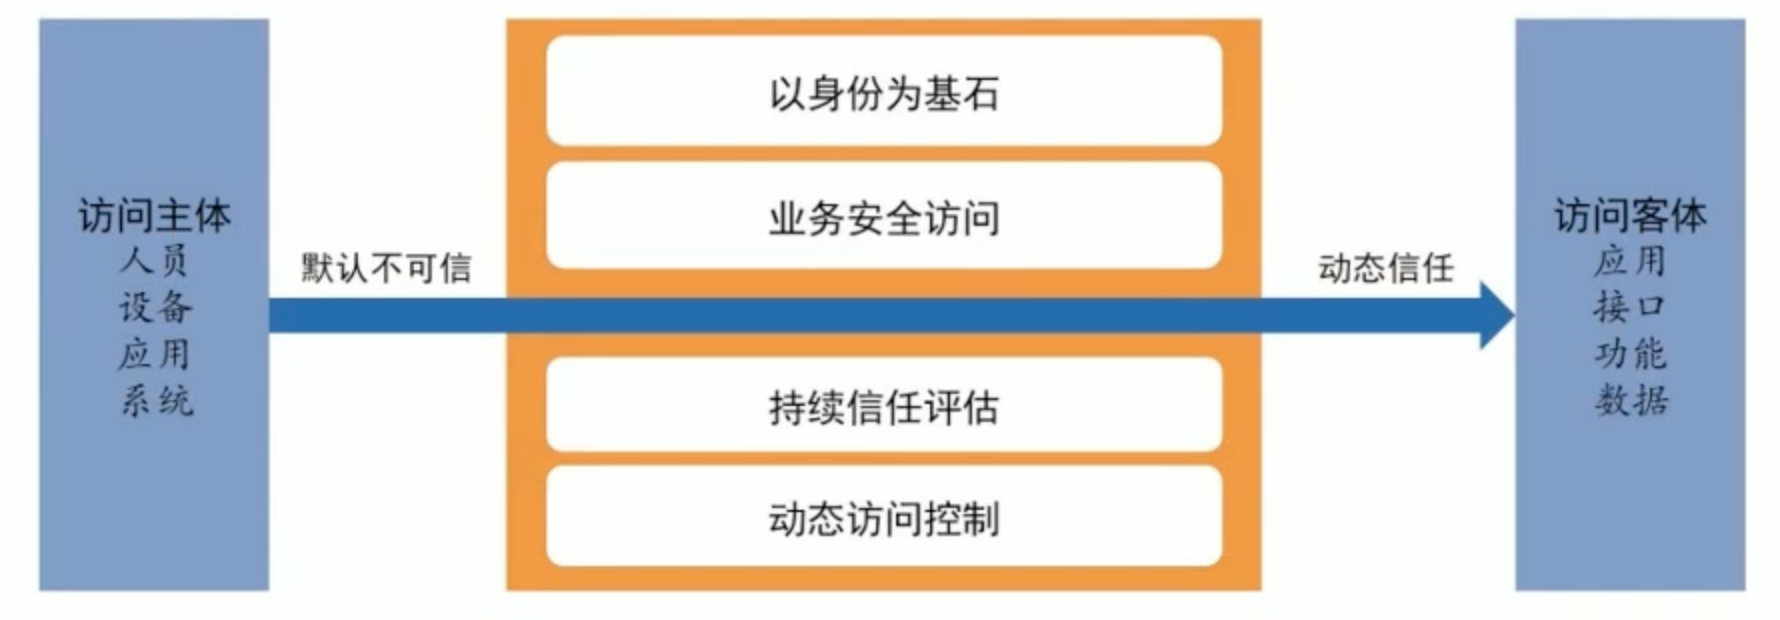 访问主体
人员
设备
应用
系统
默认不可信
以身份为基石
业务安全访问
持续信任评估
动态访问控制
动态信任
访问客体
应用
接口
功能
数据